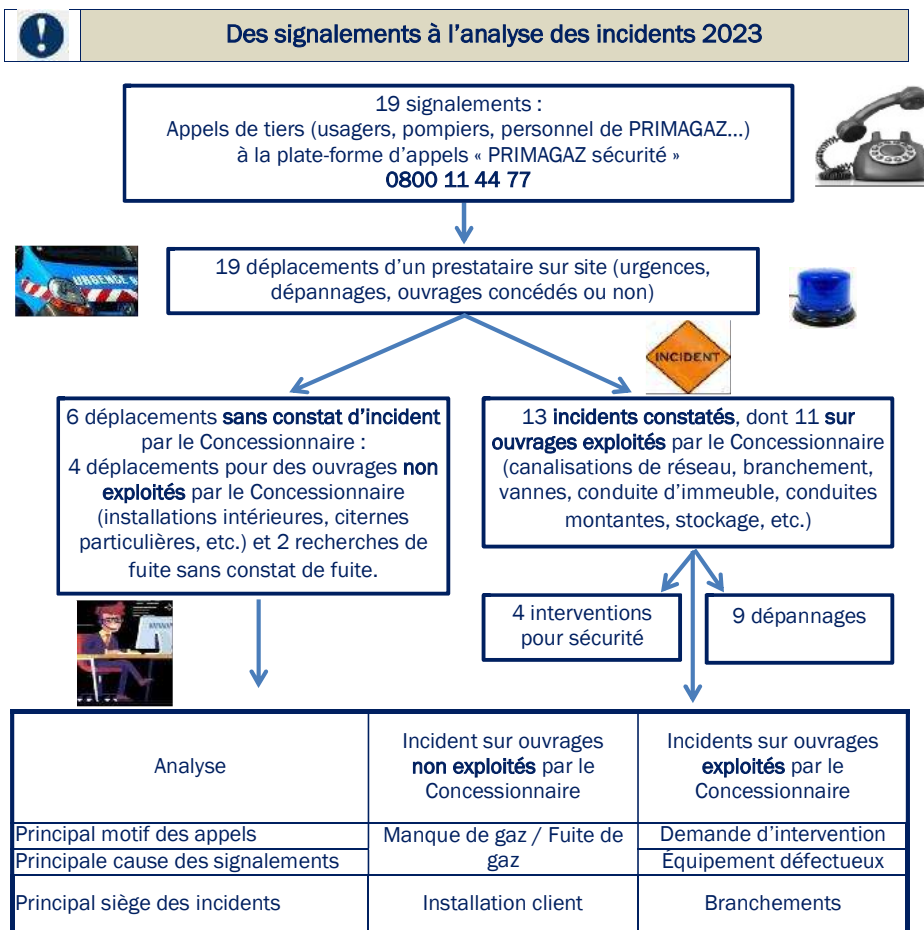 Des signalements à l'analyse des incidents 2023
19 signalements :
Appels de tiers (usagers, pompiers, personnel de PRIMAGAZ...)
à la plate-forme d'appels « PRIMAGAZ sécurité »
0800 11 44 77
19 déplacements d'un prestataire sur site (urgences,
dépannages, ouvrages concédés ou non)
URGENCE
INCIDENT
6 déplacements sans constat d'incident
par le Concessionnaire :
4 déplacements pour des ouvrages non
exploités par le Concessionnaire
(installations intérieures, citernes
particulières, etc.) et 2 recherches de
fuite sans constat de fuite.
13 incidents constatés, dont 11 sur
ouvrages exploités par le Concessionnaire
(canalisations de réseau, branchement,
vannes, conduite d'immeuble, conduites
montantes, stockage, etc.)
4 interventions
pour sécurité
9 dépannages
Analyse
Incident sur ouvrages
non exploités par le
Concessionnaire
Incidents sur ouvrages
exploités par le
Concessionnaire
Principal motif des appels
Manque de gaz / Fuite de
gaz
Demande d'intervention
Principale cause des signalements
Équipement défectueux
Principal siège des incidents
Installation client
Branchements